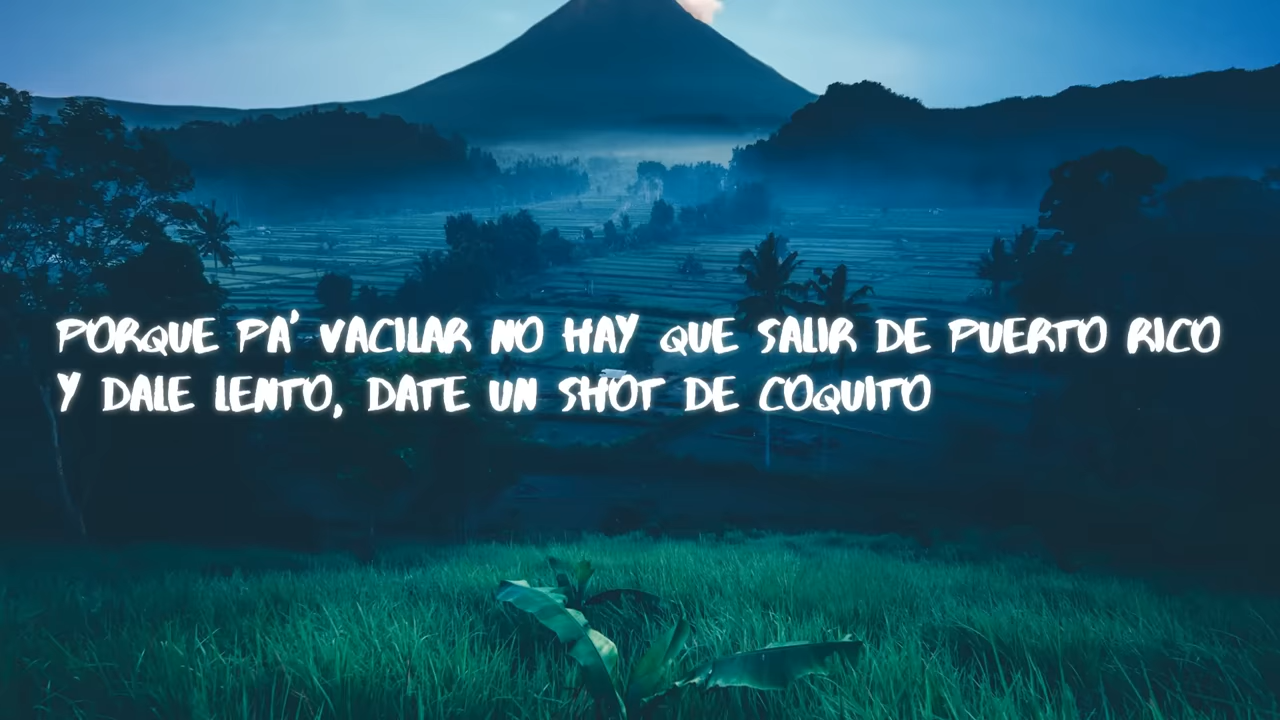 PORQUE PA' VACILAR NO HAY QUE SALIR DE PUERTO RICO
Y DALE LENTO, DATE UN SHOT DE COQUITO